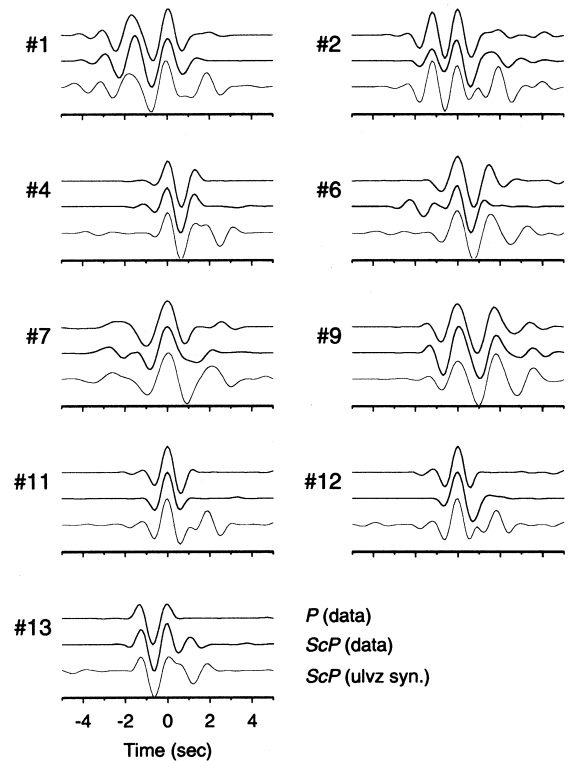 #1
#2
#4
#6
#7
#9
#11
#12
#13
P (data)
ScP (data)
ScP (ulvz syn.)
-4 -2 0 2 4
Time (sec)